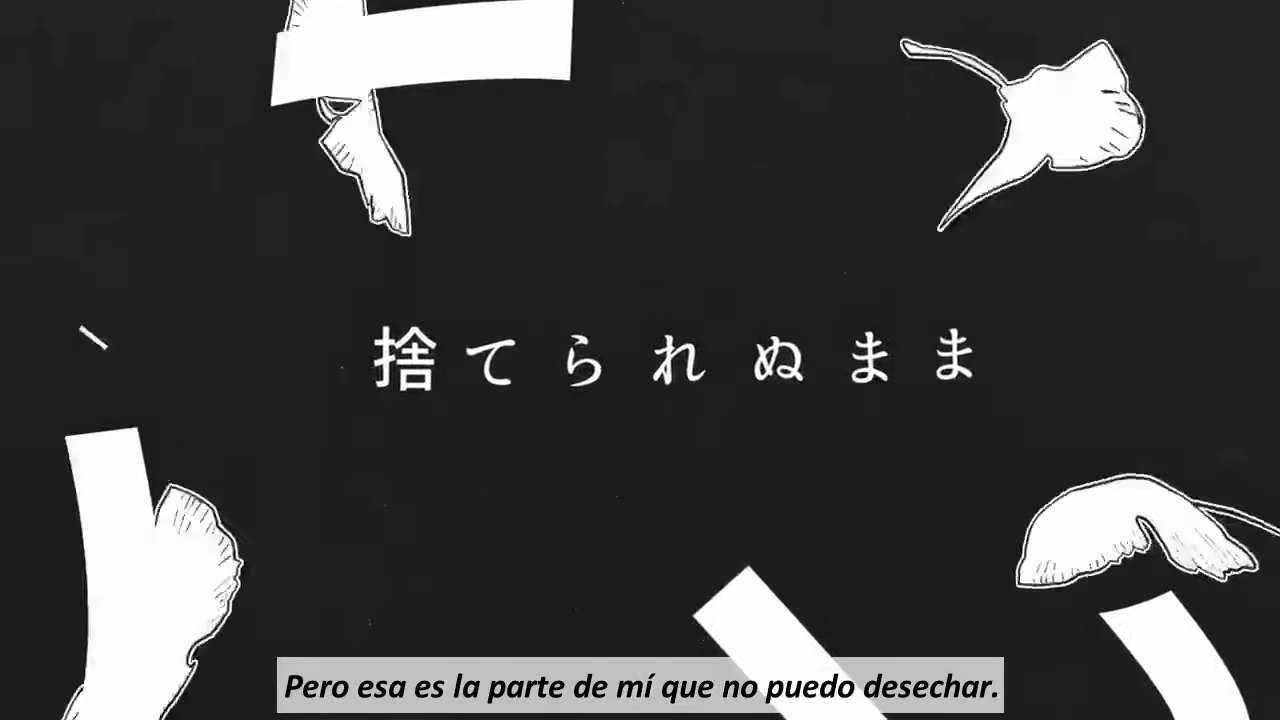 捨てられぬまま
Pero esa es la parte de mí que no puedo desechar.